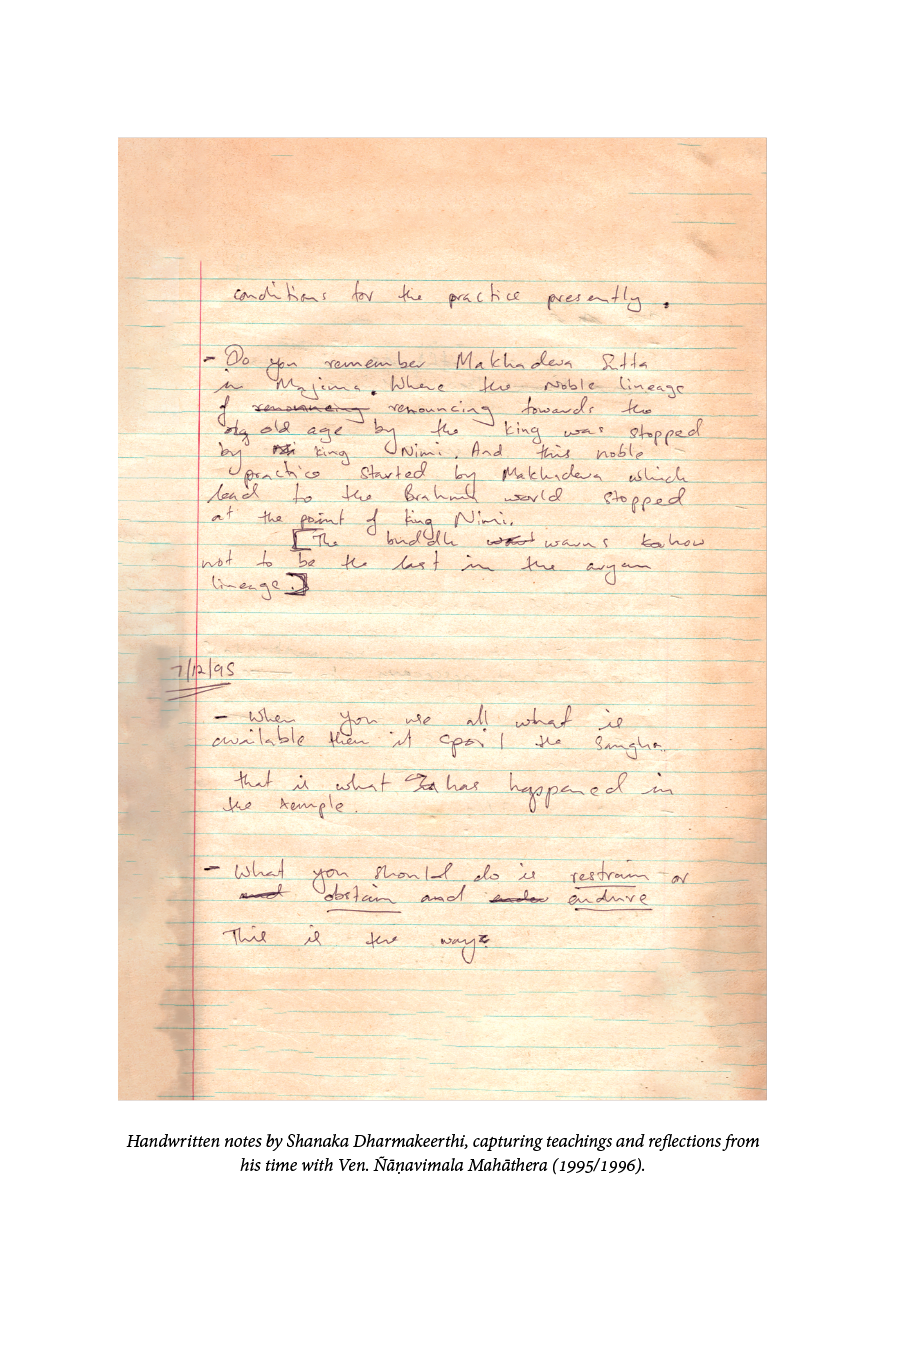 conditions for the practice presently.
- Do you remember Makhadeva Sutta
in Majima. Where the noble lineage
of renouncing renouncing towards the
old age by the king was stopped
by king Nimi. And this noble
practice started by Makhadeva which
lead to the Brahma world stopped
at the point of king Nimi.
[The buddh warns how
not to be the last in the aryan
lineage.]
7/12/95
- When you use all what is
available then it spoil the Sangha.
that is what has happened in
the temple.
- What you should do is restrain or
and obstain and endure
This is the way
Handwritten notes by Shanaka Dharmakeerthi, capturing teachings and reflections from
his time with Ven. Ñāṇavimala Mahāthera (1995/1996).